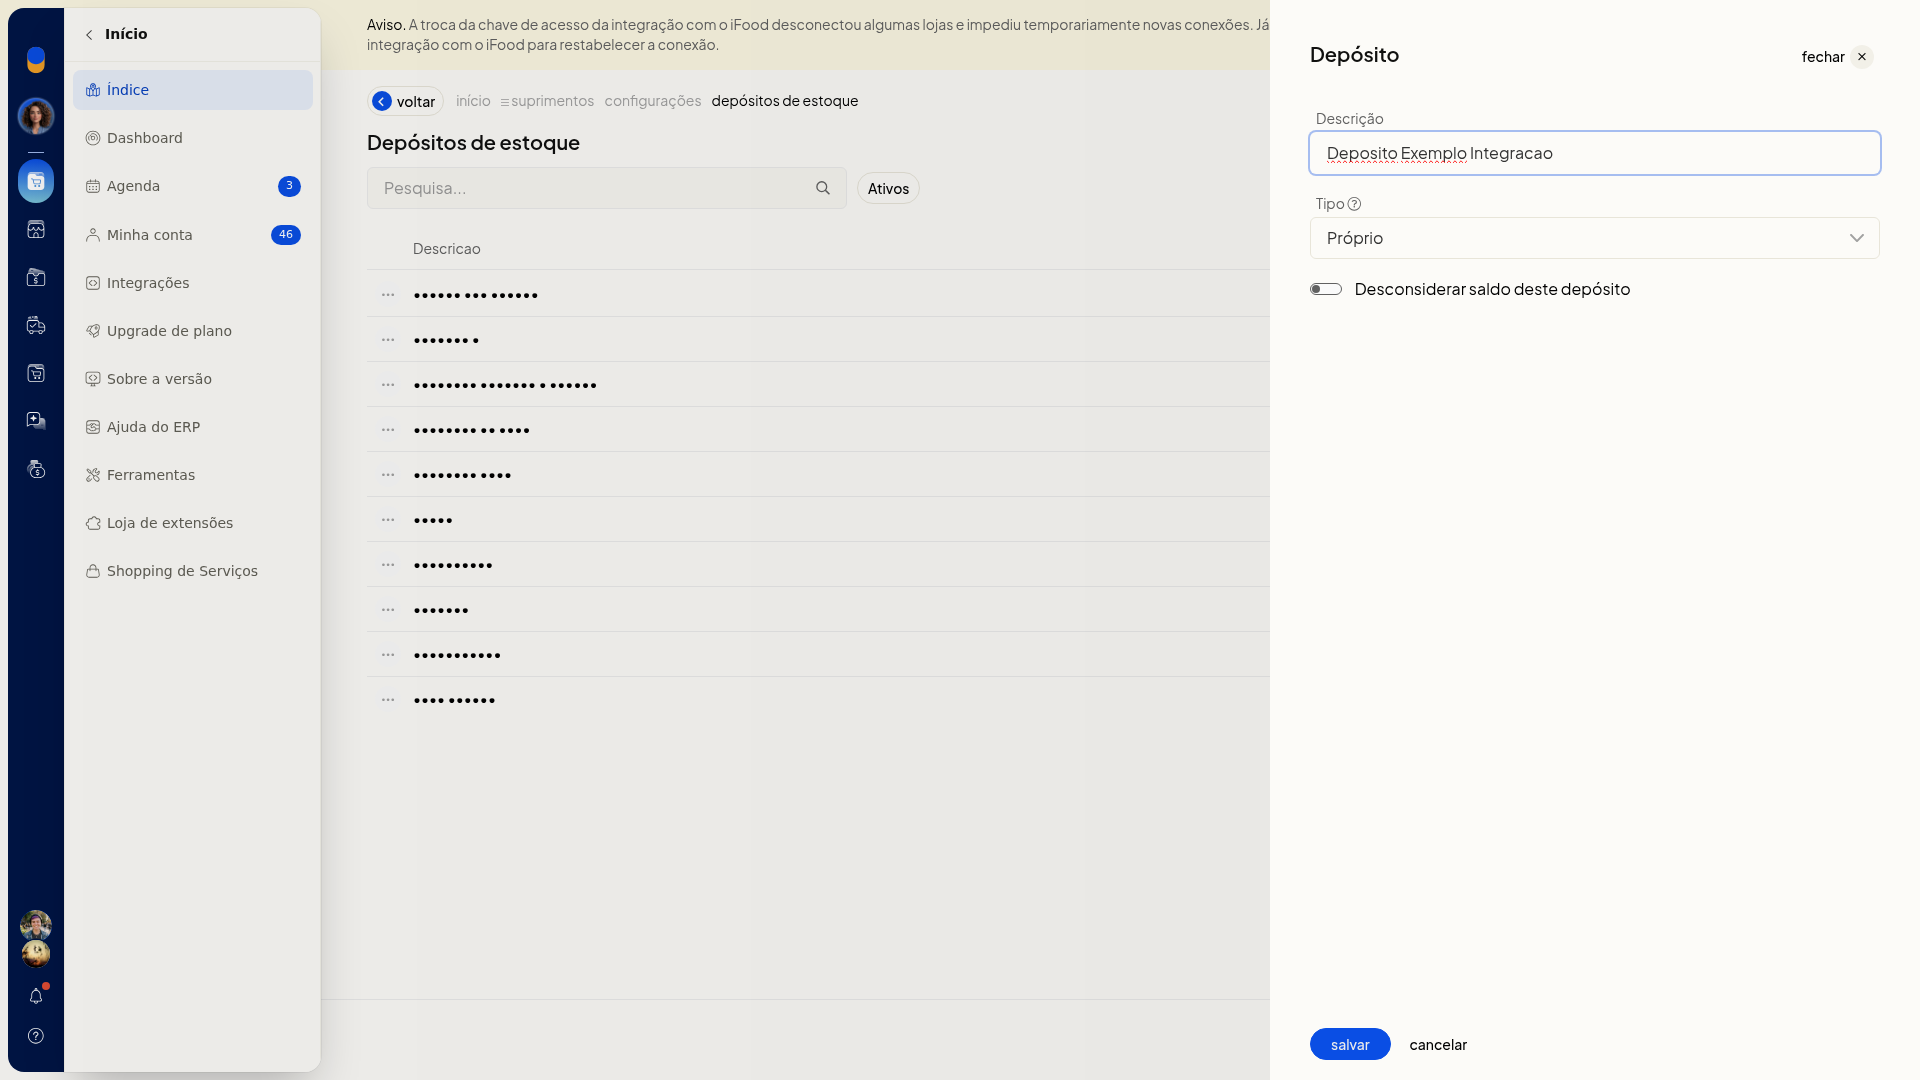 Início
Índice
Dashboard
Agenda
3
Minha conta
46
Integrações
Upgrade de plano
Sobre a versão
Ajuda do ERP
Ferramentas
Loja de extensões
Shopping de Serviços
Aviso. A troca da chave de acesso da integração com o iFood desconectou algumas lojas e impediu temporariamente novas conexões. Já
integração com o iFood para restabelecer a conexão.
voltar início suprimentos configurações depósitos de estoque
Depósitos de estoque
Pesquisa...
Ativos
Descricao
Depósito
fechar
Descrição
Deposito Exemplo Integracao
Tipo
Próprio
Desconsiderar saldo deste depósito
salvar cancelar